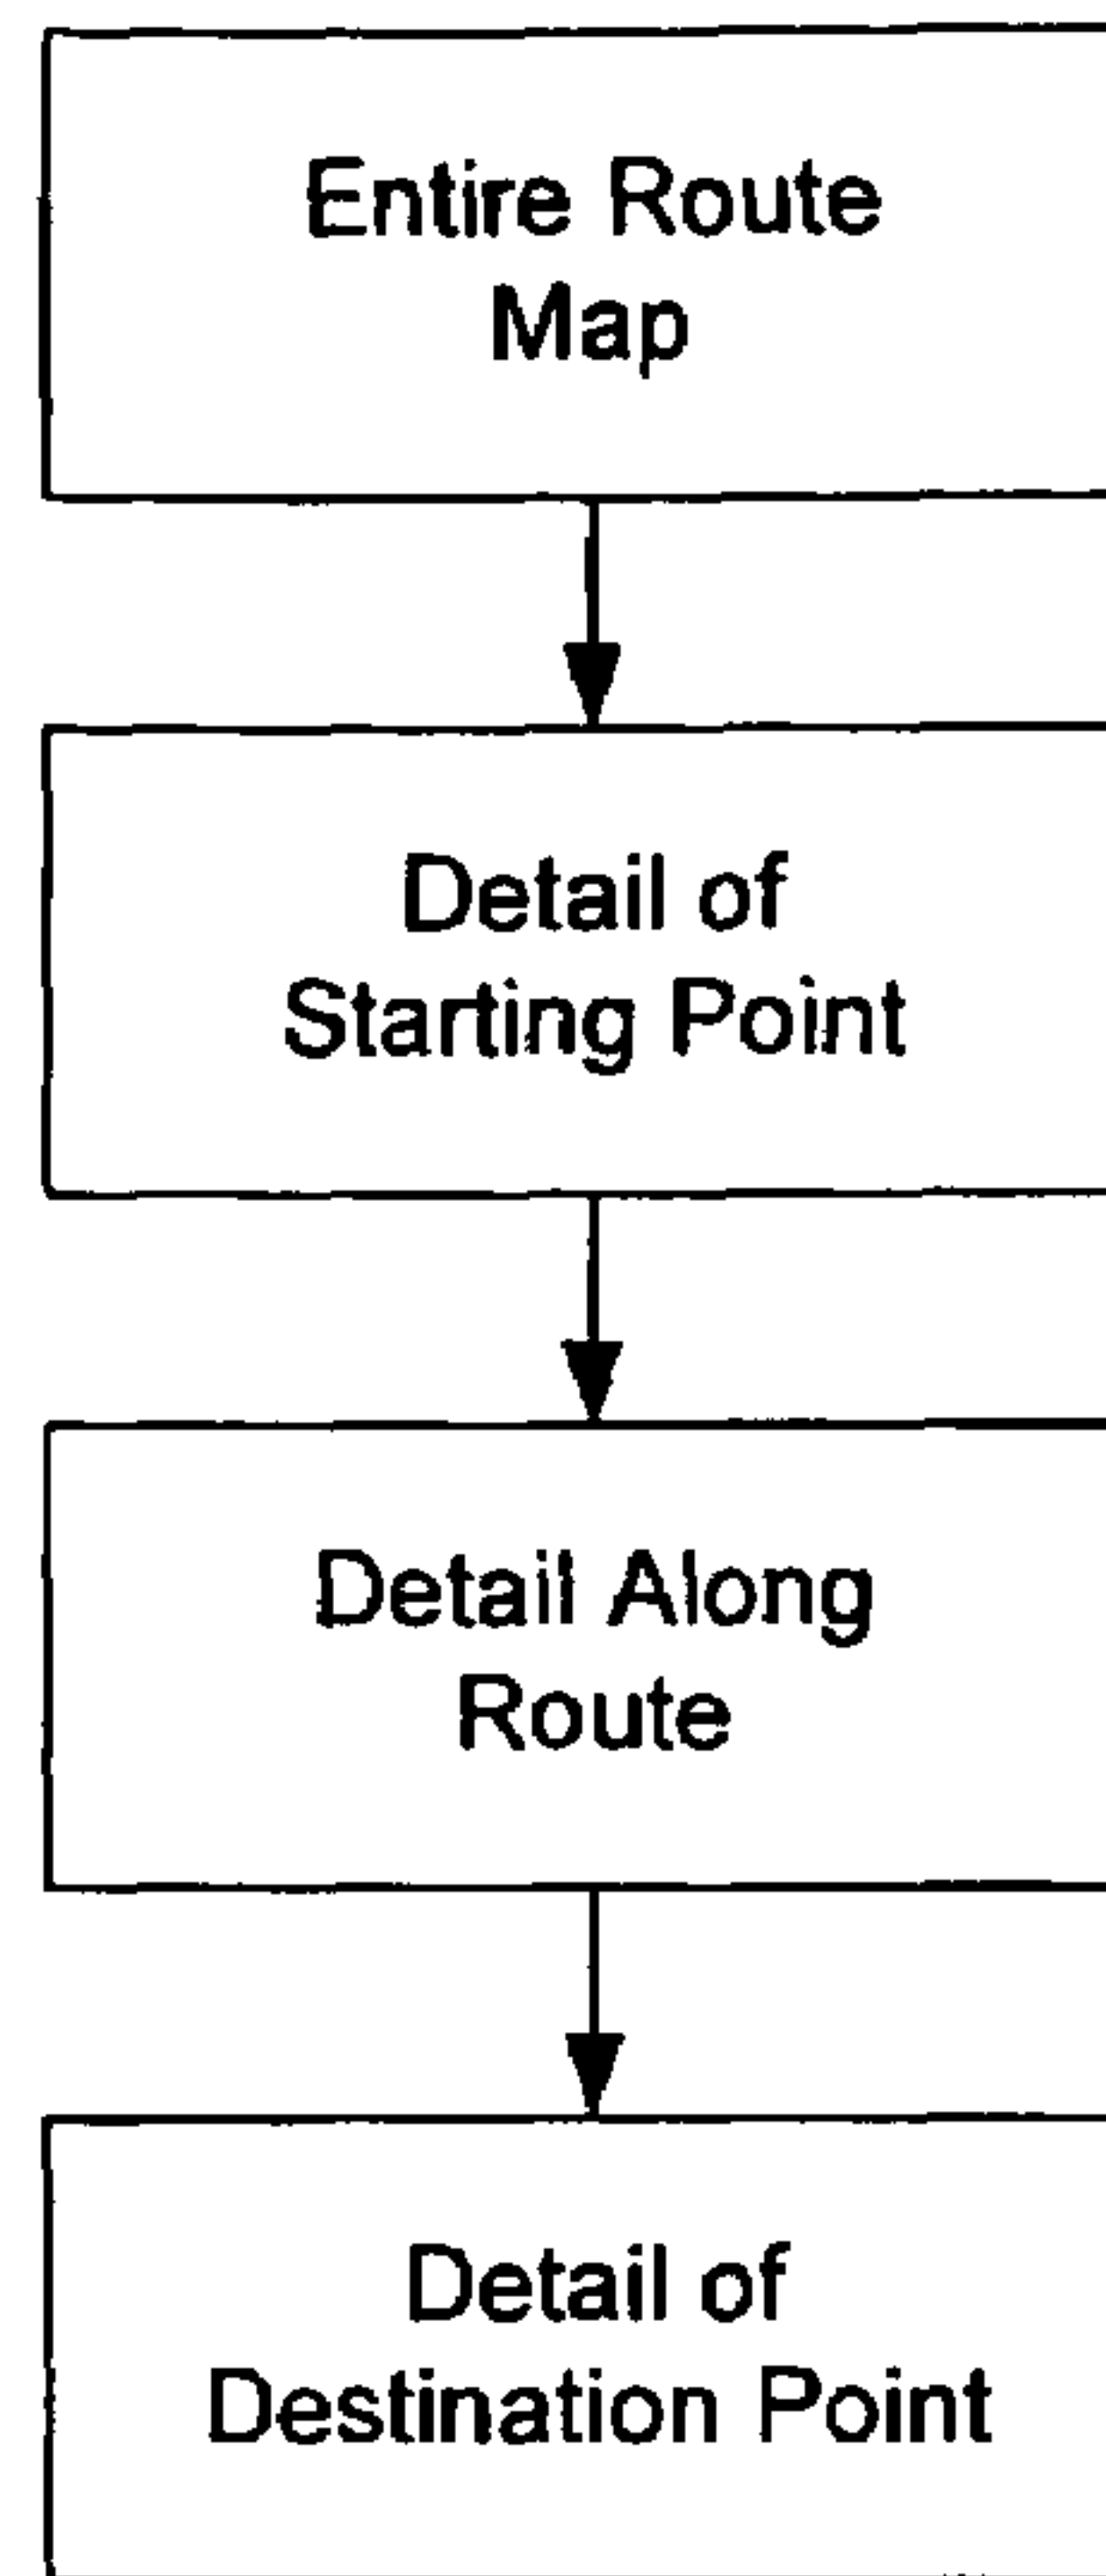 Entire Route
Map
Detail of
Starting Point
Detail Along
Route
Detail of
Destination Point